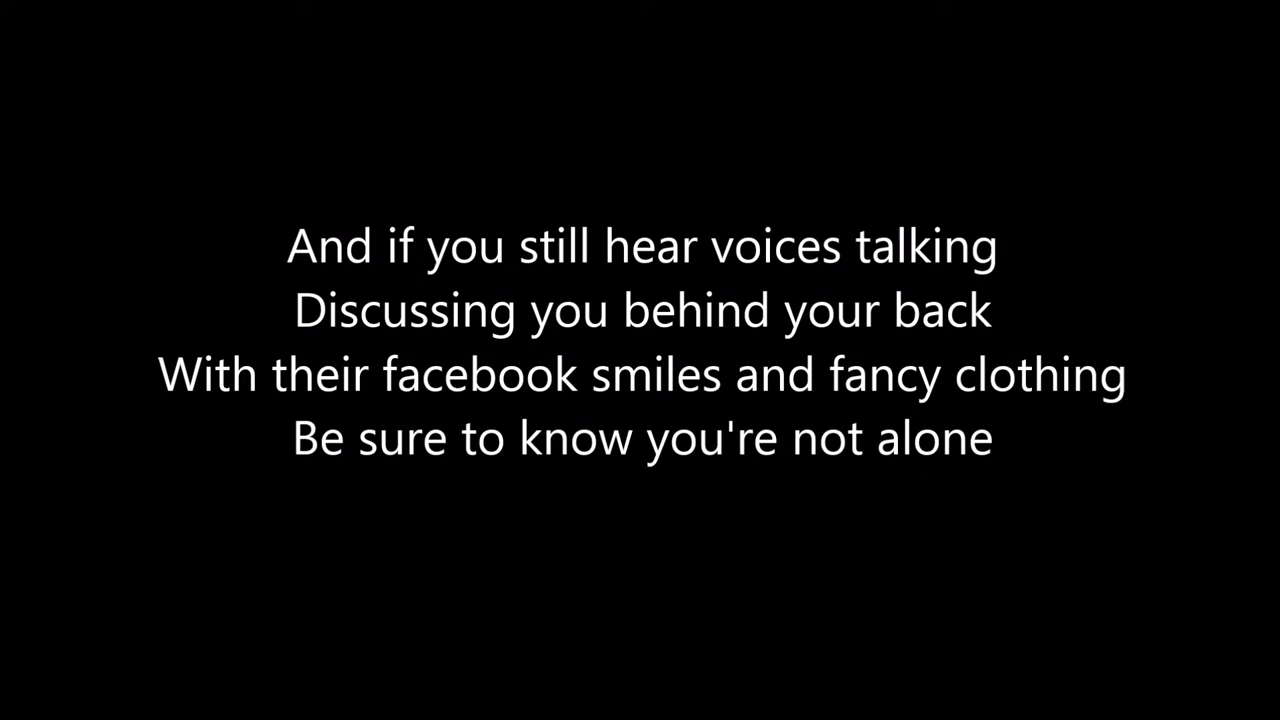 And if you still hear voices talking
Discussing you behind your back
With their facebook smiles and fancy clothing
Be sure to know you're not alone